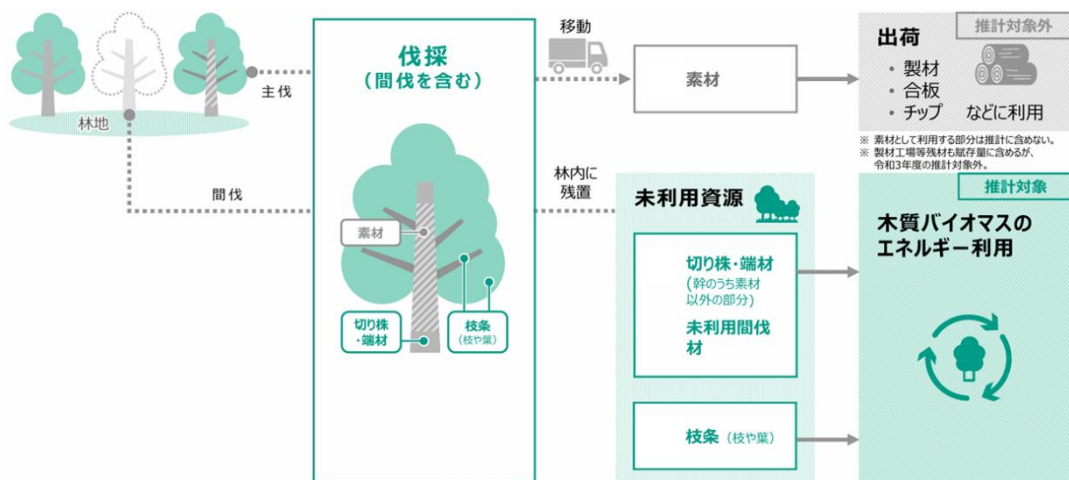 林地
主伐
間伐
伐採
(間伐を含む)
素材
切り株
・端材
枝条
(枝や葉)
移動
素材
推計対象外
出荷
・ 製材
・ 合板
・ チップ などに利用
※ 素材として利用する部分は推計に含めない。
※ 製材工場等残材も賦存量に含めるが、
令和3年度の推計対象外。
林内に
残置
未利用資源
切り株・端材
(幹のうち素材
以外の部分)
未利用間伐
材
枝条 (枝や葉)
推計対象
木質バイオマスの
エネルギー利用